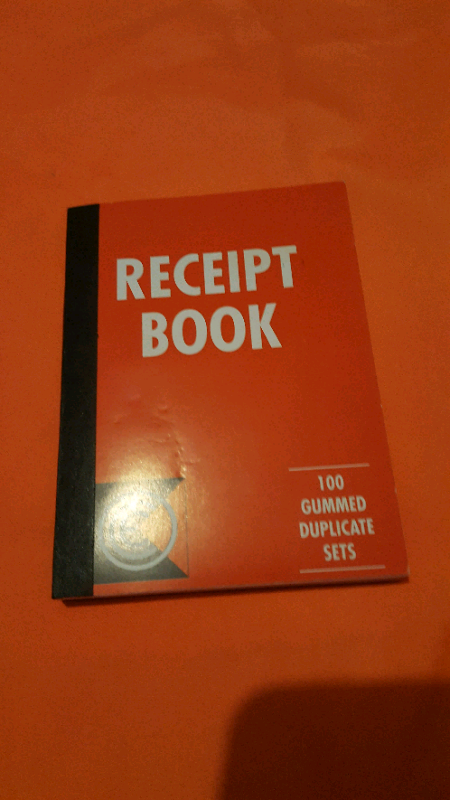 RECEIPT
BOOK
100
GUMMED
DUPLICATE
SETS